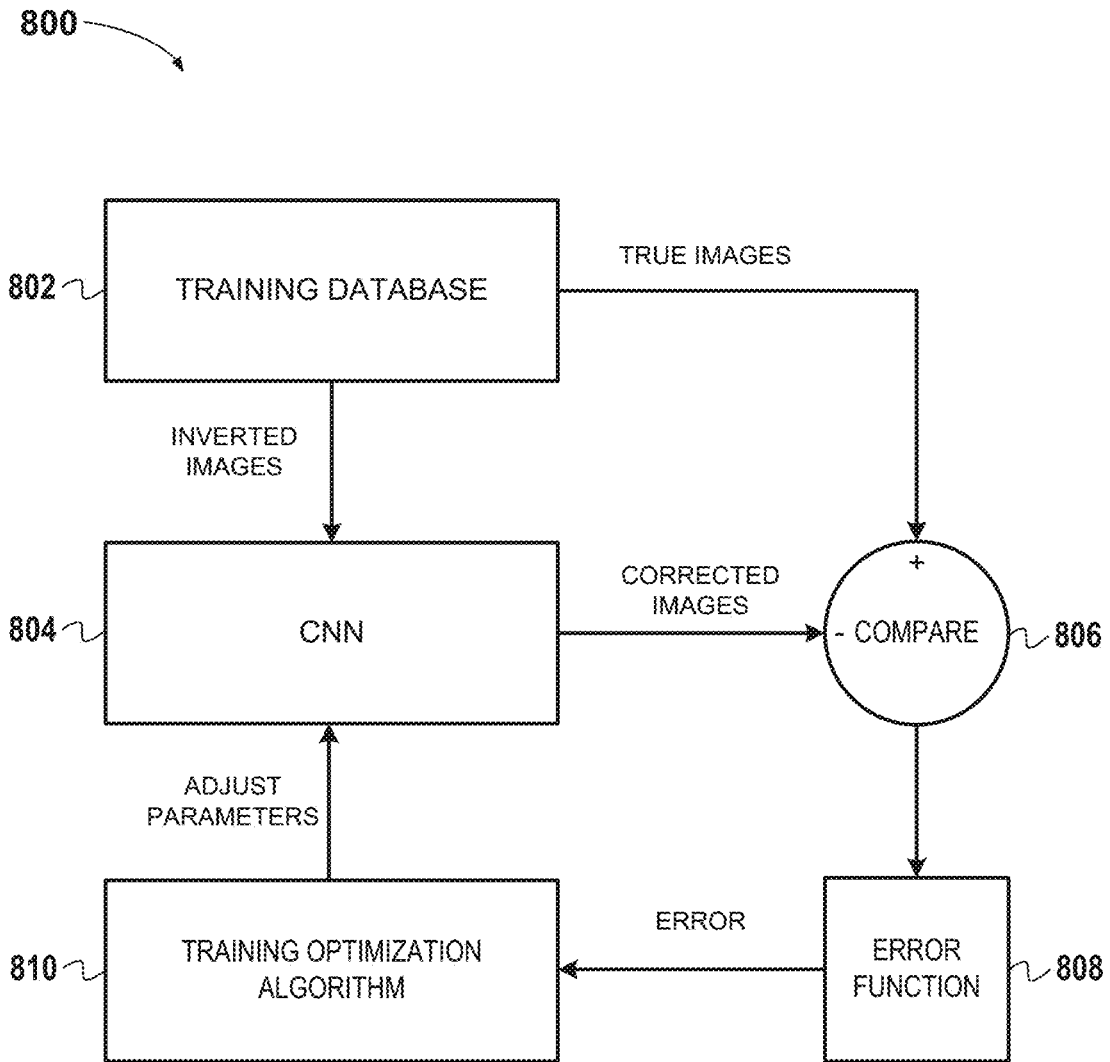 800
TRUE IMAGES
802
TRAINING DATABASE
INVERTED
IMAGES
CORRECTED
IMAGES
+
804
CNN
- COMPARE
806
ADJUST
PARAMETERS
ERROR
810
TRAINING OPTIMIZATION
ALGORITHM
ERROR
FUNCTION
808